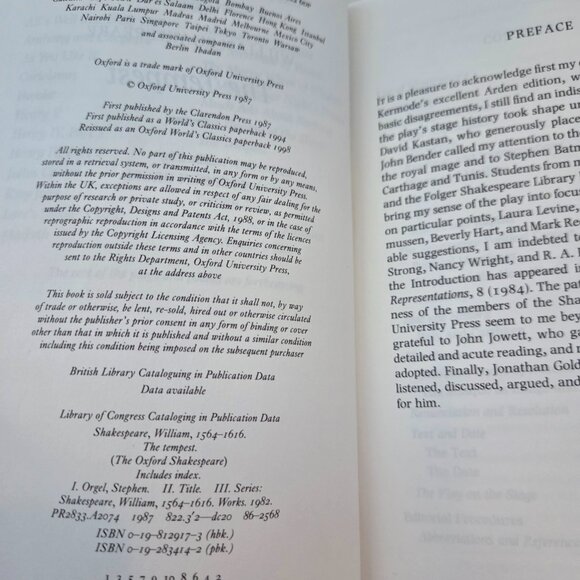 Bogota Bombay Buenos Aires
Dar es Salaam Delhi Florence Hong Kong Istanbul
Karachi Kuala Lumpur Madras Madrid Melbourne Mexico City
Nairobi Paris Singapore Taipei Tokyo Toronto Warsaw
and associated companies in
Berlin Ibadan
Oxford is a trade mark of Oxford University Press
© Oxford University Press 1987
First published by the Clarendon Press 1987
First published as a World's Classics paperback 1994
Reissued as an Oxford World's Classics paperback 1998
All rights reserved. No part of this publication may be reproduced,
stored in a retrieval system, or transmitted, in any form or by any means,
without the prior permission in writing of Oxford University Press.
Within the UK, exceptions are allowed in respect of any fair dealing for the
purpose of research or private study, or criticism or review, as permitted
under the Copyright, Designs and Patents Act, 1988, or in the case of
reprographic reproduction in accordance with the terms of the licences
issued by the Copyright Licensing Agency. Enquiries concerning
reproduction outside these terms and in other countries should be
sent to the Rights Department, Oxford University Press,
at the address above
This book is sold subject to the condition that it shall not, by way
of trade or otherwise, be lent, re-sold, hired out or otherwise circulated
without the publisher's prior consent in any form of binding or cover
other than that in which it is published and without a similar condition
including this condition being imposed on the subsequent purchaser
British Library Cataloguing in Publication Data
Data available
Library of Congress Cataloging in Publication Data
Shakespeare, William, 1564–1616.
The tempest.
(The Oxford Shakespeare)
Includes index.
I. Orgel, Stephen. II. Title. III. Series:
Shakespeare, William, 1564–1616. Works. 1982.
PR2833.A2074 1987 822.3'2—dc20 86–2568
ISBN 0–19–812917–3 (hbk.)
ISBN 0–19–283414–2 (pbk.)
1 3 5 7 9 10 8 6 4 2
PREFACE
It is a pleasure to acknowledge first my
Kermode's excellent Arden edition, w
basic disagreements, I still find an indis
the play's stage history took shape u
David Kastan, who generously place
John Bender called my attention to the
the royal mage and to Stephen Batm
Carthage and Tunis. Students from
and the Folger Shakespeare Library
bring my sense of the play into focu
on particular points, Laura Levine,
mussen, Beverly Hart, and Mark Re
able suggestions, I am indebted to
Strong, Nancy Wright, and R. A. F
the Introduction has appeared i
Representations, 8 (1984). The pat
ness of the members of the Sha
University Press seem to me bey
grateful to John Jowett, who ga
detailed and acute reading, and
adopted. Finally, Jonathan Gold
listened, discussed, argued, and
for him.